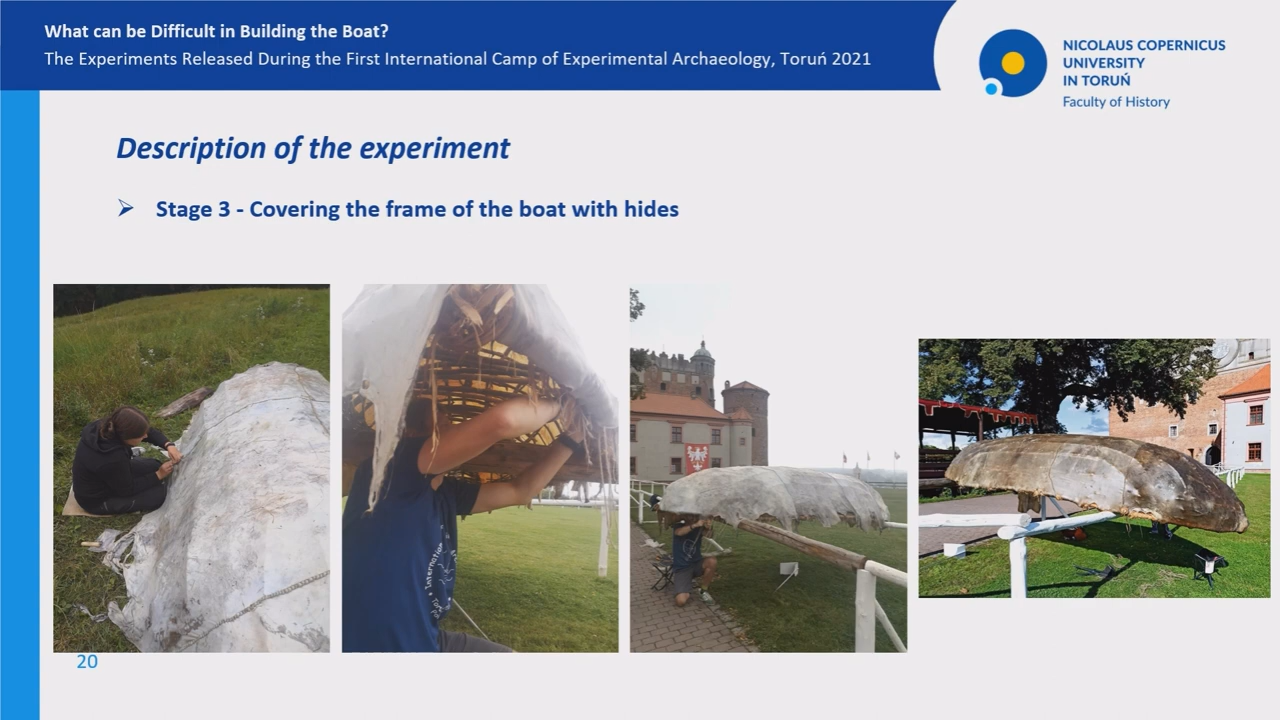 What can be Difficult in Building the Boat?
The Experiments Released During the First International Camp of Experimental Archaeology, Toruń 2021
NICOLAUS COPERNICUS
UNIVERSITY
IN TORUŃ
Faculty of History
Description of the experiment
➢ Stage 3 - Covering the frame of the boat with hides
International
20